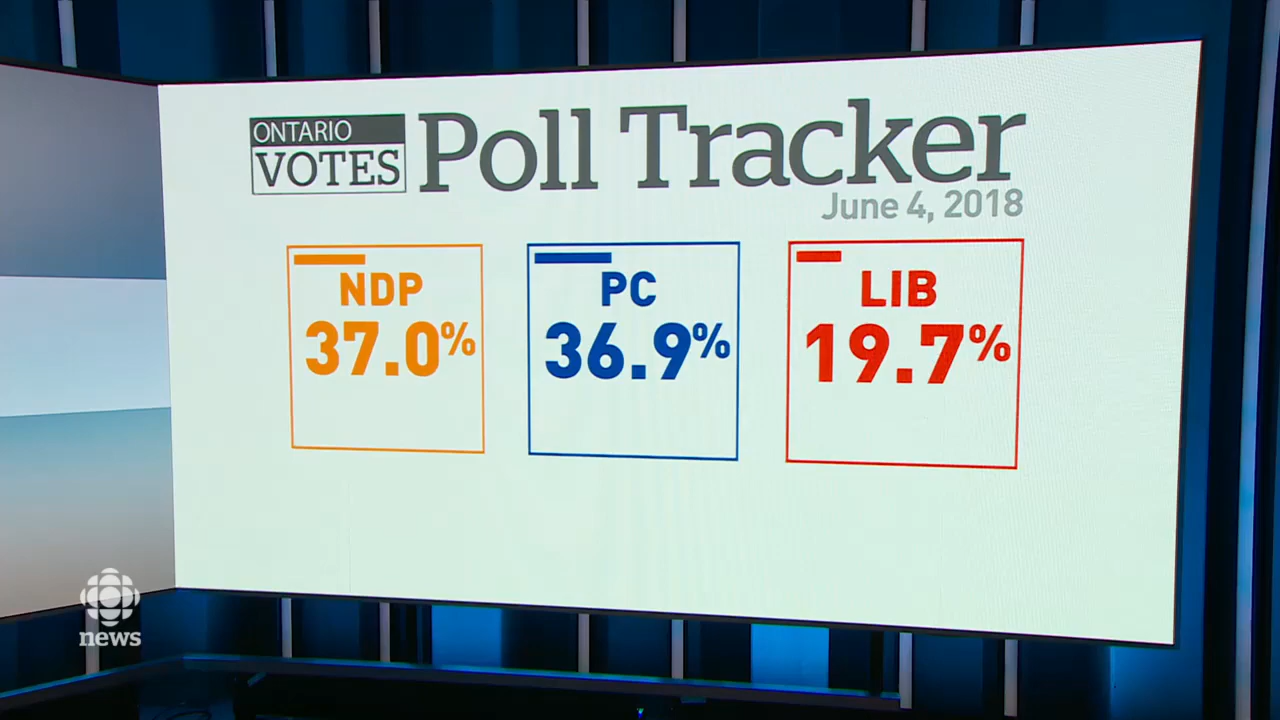 ONTARIO
VOTES
Poll Tracker
June 4, 2018
NDP
37.0%
PC
36.9%
LIB
19.7%
news